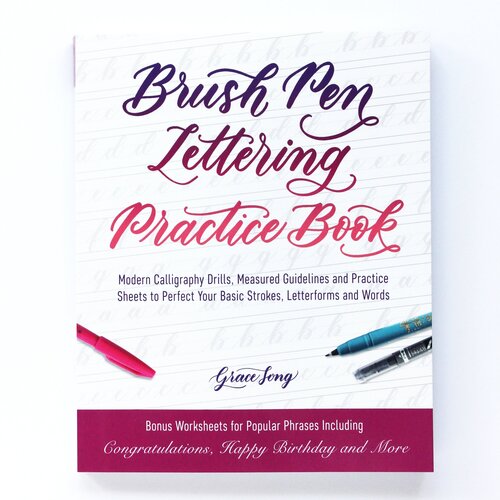 Brush Pen
Lettering
Practice Book
Modern Calligraphy Drills, Measured Guidelines and Practice
Sheets to Perfect Your Basic Strokes, Letterforms and Words
Grace Song
Bonus Worksheets for Popular Phrases Including
Congratulations, Happy Birthday and More